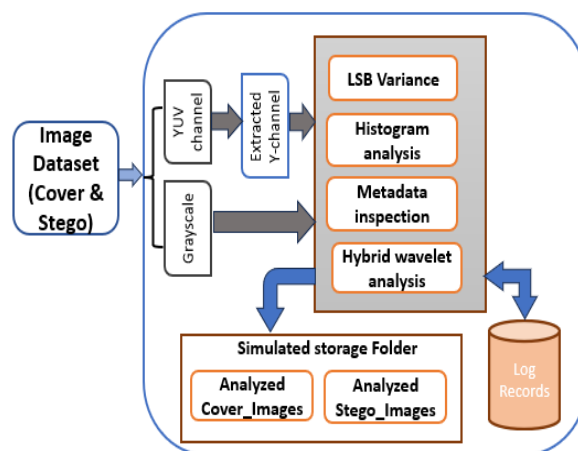 Image
Dataset
(Cover &
Stego)
YUV
channel
Extracted
Y-channel
Grayscale
LSB Variance
Histogram
analysis
Metadata
inspection
Hybrid wavelet
analysis
Simulated storage Folder
Analyzed
Cover_Images
Analyzed
Stego_Images
Log
Records